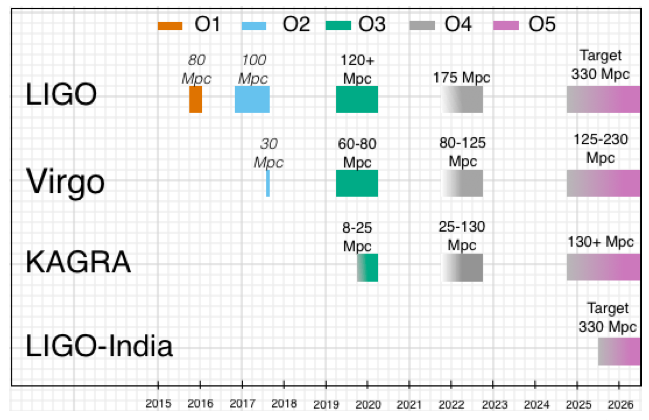 O1 O2 O3 O4 O5
80 Mpc
100 Mpc
120+ Mpc
175 Mpc
Target 330 Mpc
LIGO
30 Mpc
60-80 Mpc
80-125 Mpc
125-230 Mpc
Virgo
8-25 Mpc
25-130 Mpc
130+ Mpc
KAGRA
Target 330 Mpc
LIGO-India
2015 2016 2017 2018 2019 2020 2021 2022 2023 2024 2025 2026